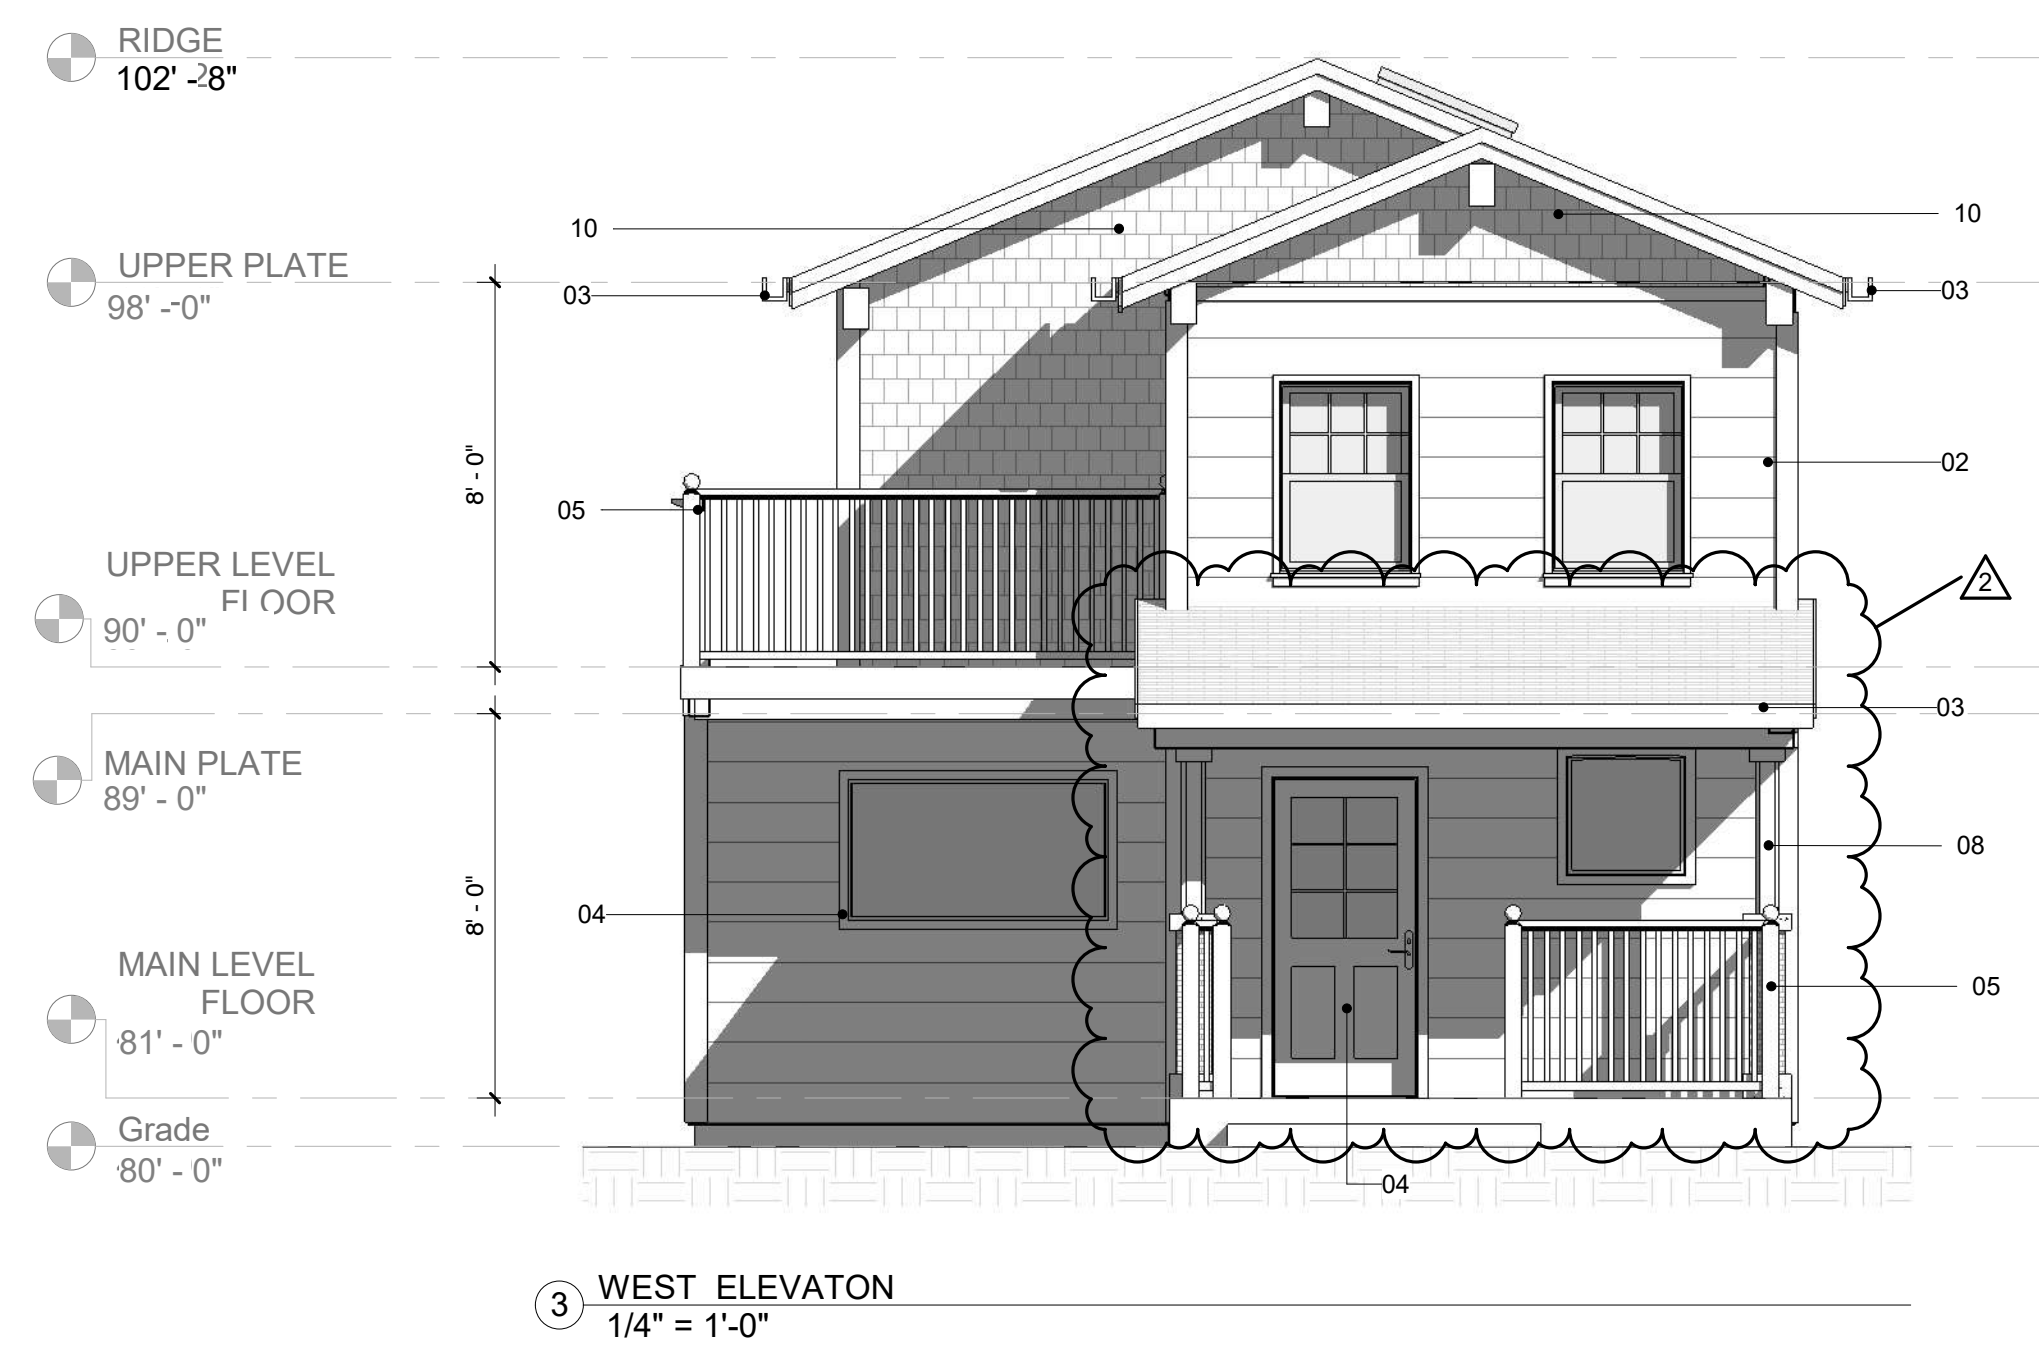 RIDGE
102' - 8"
10
10
UPPER PLATE
98' - 0"
03
03
8' - 0"
02
05
UPPER LEVEL
FLOOR
90' - 0"
2
03
MAIN PLATE
89' - 0"
08
8' - 0"
04
MAIN LEVEL
FLOOR
81' - 0"
05
Grade
80' - 0"
04
3
WEST ELEVATON
1/4" = 1'-0"